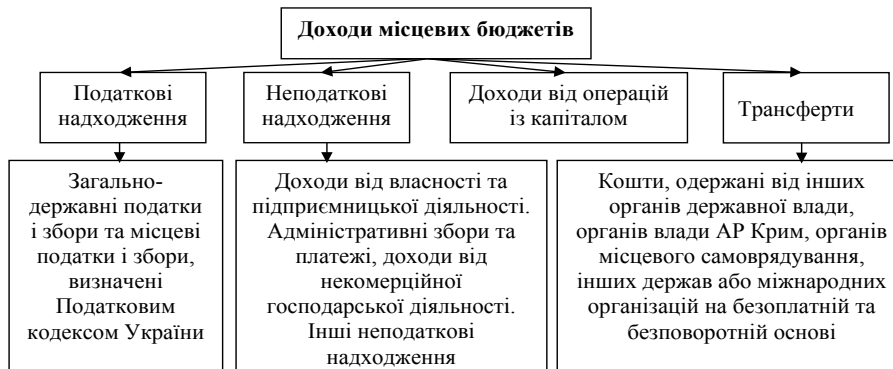 Доходи місцевих бюджетів
Податкові
надходження
Неподаткові
надходження
Доходи від операцій
із капіталом
Трансферти
Загально-
державні податки
і збори та місцеві
податки і збори,
визначені
Податковим
кодексом України
Доходи від власності та
підприємницької діяльності.
Адміністративні збори та
платежі, доходи від
некомерційної
господарської діяльності.
Інші неподаткові
надходження
Кошти, одержані від інших
органів державної влади,
органів влади АР Крим, органів
місцевого самоврядування,
інших держав або міжнародних
організацій на безоплатній та
безповоротній основі